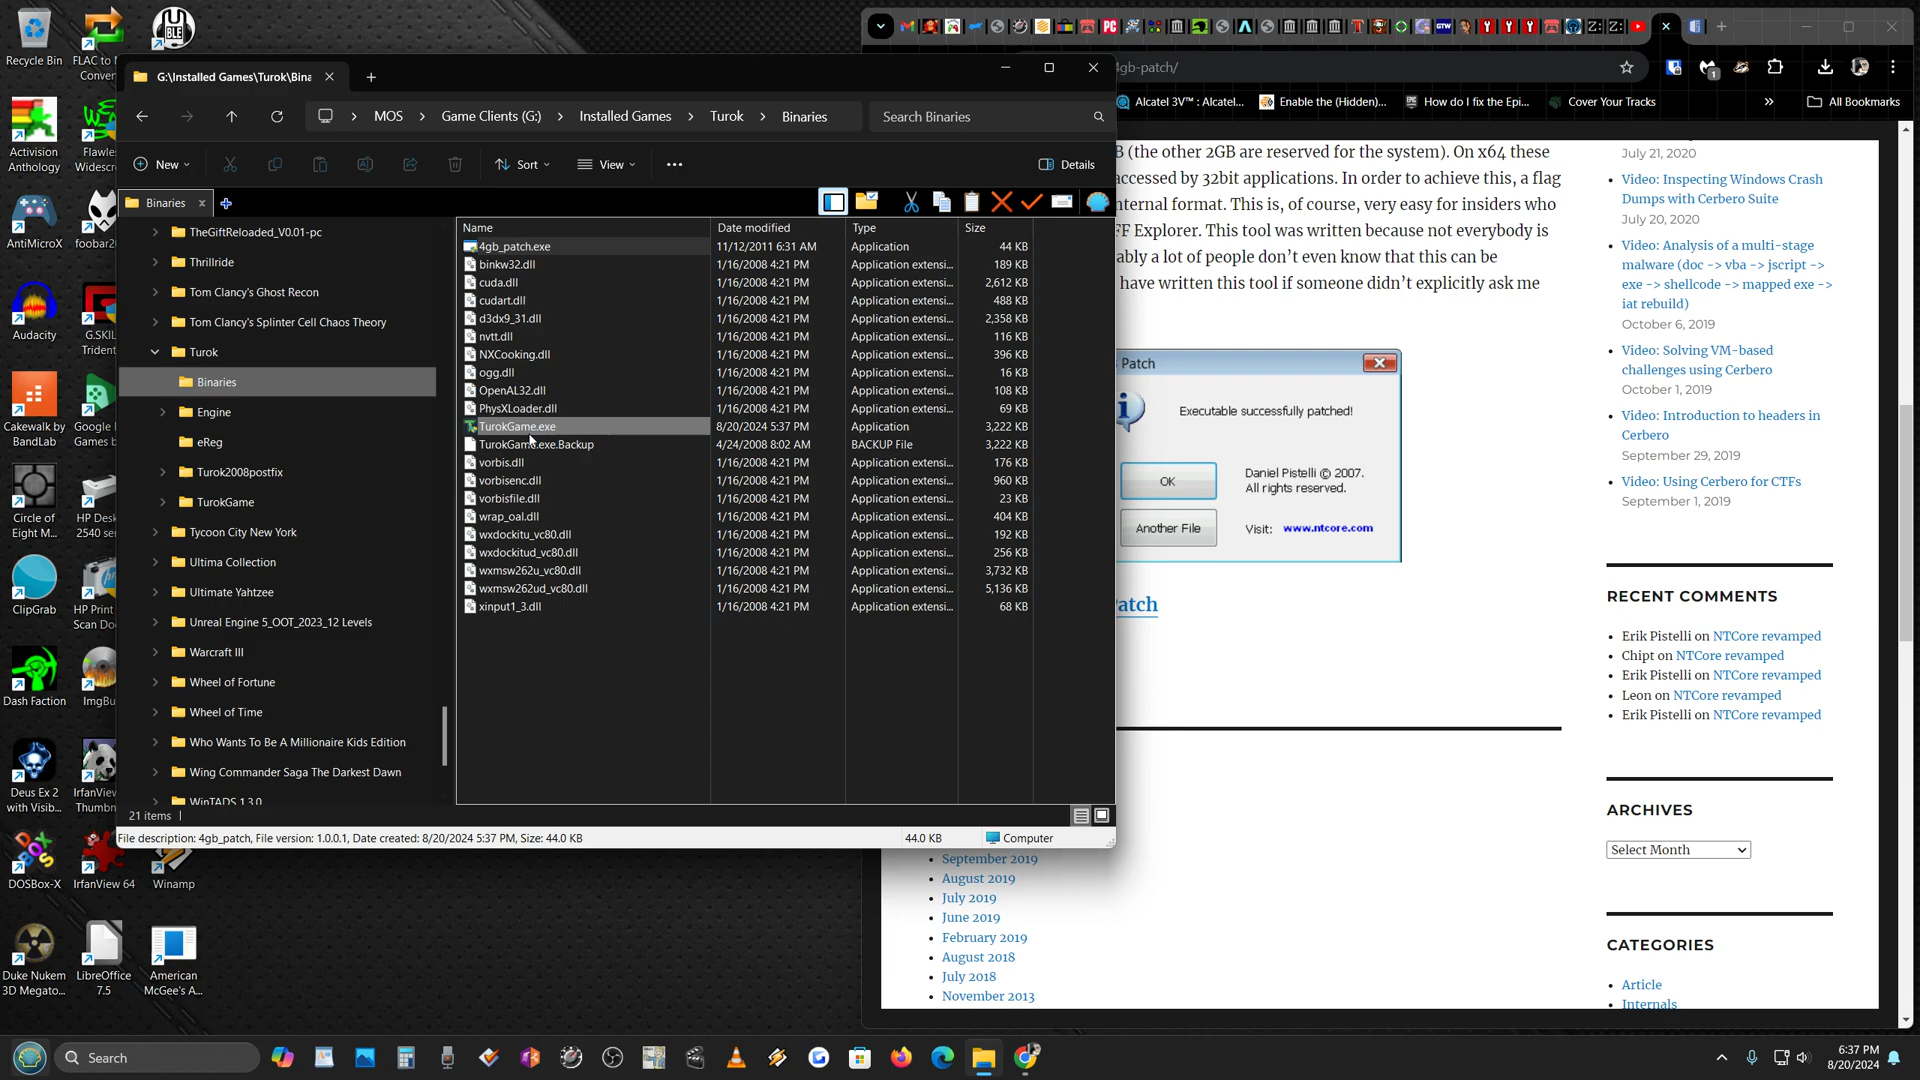 Recycle Bin
FLAC to M
Conver
Activision
Anthology
Flawle
Widescre
AntiMicroX
foobar2
Audacity
G.SKIL
Trident
Cakewalk by
BandLab
Google
Games b
Circle of
Eight M...
HP Desk
2540 ser
ClipGrab
HP Print
Scan Doc
Dash Faction
ImgBu
Deus Ex 2
with Visib...
IrfanView
Thumbn
DOSBox-X
IrfanView 64
Winamp
Duke Nukem
3D Megato...
LibreOffice
7.5
American
McGee's A...
G:\Installed Games\Turok\Bina
MOS
Game Clients (G:)
Installed Games
Turok
Binaries
Search Binaries
New
Sort
View
Details
Binaries
TheGiftReloaded_V0.01-pc
Thrillride
Tom Clancy's Ghost Recon
Tom Clancy's Splinter Cell Chaos Theory
Turok
Binaries
Engine
eReg
Turok2008postfix
TurokGame
Tycoon City New York
Ultima Collection
Ultimate Yahtzee
Unreal Engine 5_OOT_2023_12 Levels
Warcraft III
Wheel of Fortune
Wheel of Time
Who Wants To Be A Millionaire Kids Edition
Wing Commander Saga The Darkest Dawn
WinTADS 1.3.0
Name Date modified Type Size
4gb_patch.exe 11/12/2011 6:31 AM Application 44 KB
binkw32.dll 1/16/2008 4:21 PM Application extensi... 189 KB
cuda.dll 1/16/2008 4:21 PM Application extensi... 2,612 KB
cudart.dll 1/16/2008 4:21 PM Application extensi... 488 KB
d3dx9_31.dll 1/16/2008 4:21 PM Application extensi... 2,358 KB
nvtt.dll 1/16/2008 4:21 PM Application extensi... 116 KB
NXCooking.dll 1/16/2008 4:21 PM Application extensi... 396 KB
ogg.dll 1/16/2008 4:21 PM Application extensi... 16 KB
OpenAL32.dll 1/16/2008 4:21 PM Application extensi... 108 KB
PhysXLoader.dll 1/16/2008 4:21 PM Application extensi... 69 KB
TurokGame.exe 8/20/2024 5:37 PM Application 3,222 KB
TurokGame.exe.Backup 4/24/2008 8:02 AM BACKUP File 3,222 KB
vorbis.dll 1/16/2008 4:21 PM Application extensi... 176 KB
vorbisenc.dll 1/16/2008 4:21 PM Application extensi... 960 KB
vorbisfile.dll 1/16/2008 4:21 PM Application extensi... 23 KB
wrap_oal.dll 1/16/2008 4:21 PM Application extensi... 404 KB
wxdockitu_vc80.dll 1/16/2008 4:21 PM Application extensi... 192 KB
wxdockitud_vc80.dll 1/16/2008 4:21 PM Application extensi... 256 KB
wxmsw262u_vc80.dll 1/16/2008 4:21 PM Application extensi... 3,732 KB
wxmsw262ud_vc80.dll 1/16/2008 4:21 PM Application extensi... 5,136 KB
xinput1_3.dll 1/16/2008 4:21 PM Application extensi... 68 KB
21 items
File description: 4gb_patch, File version: 1.0.0.1, Date created: 8/20/2024 5:37 PM, Size: 44.0 KB
44.0 KB
Computer
4gb-patch/
Alcatel 3V™ : Alcatel...
Enable the (Hidden)...
How do I fix the Epi...
Cover Your Tracks
All Bookmarks
B (the other 2GB are reserved for the system). On x64 these
accessed by 32bit applications. In order to achieve this, a flag
nternal format. This is, of course, very easy for insiders who
FF Explorer. This tool was written because not everybody is
ably a lot of people don't even know that this can be
have written this tool if someone didn't explicitly ask me
Patch
Executable successfully patched!
OK
Another File
Daniel Pistelli © 2007.
All rights reserved.
Visit: www.ntcore.com
Patch
September 2019
August 2019
July 2019
June 2019
February 2019
August 2018
July 2018
November 2013
July 21, 2020
Video: Inspecting Windows Crash
Dumps with Cerbero Suite
July 20, 2020
Video: Analysis of a multi-stage
malware (doc -> vba -> jscript ->
exe -> shellcode -> mapped exe ->
iat rebuild)
October 6, 2019
Video: Solving VM-based
challenges using Cerbero
October 1, 2019
Video: Introduction to headers in
Cerbero
September 29, 2019
Video: Using Cerbero for CTFs
September 1, 2019
RECENT COMMENTS
Erik Pistelli on NTCore revamped
Chipt on NTCore revamped
Erik Pistelli on NTCore revamped
Leon on NTCore revamped
Erik Pistelli on NTCore revamped
ARCHIVES
Select Month
CATEGORIES
Article
Internals
Search
6:37 PM
8/20/2024